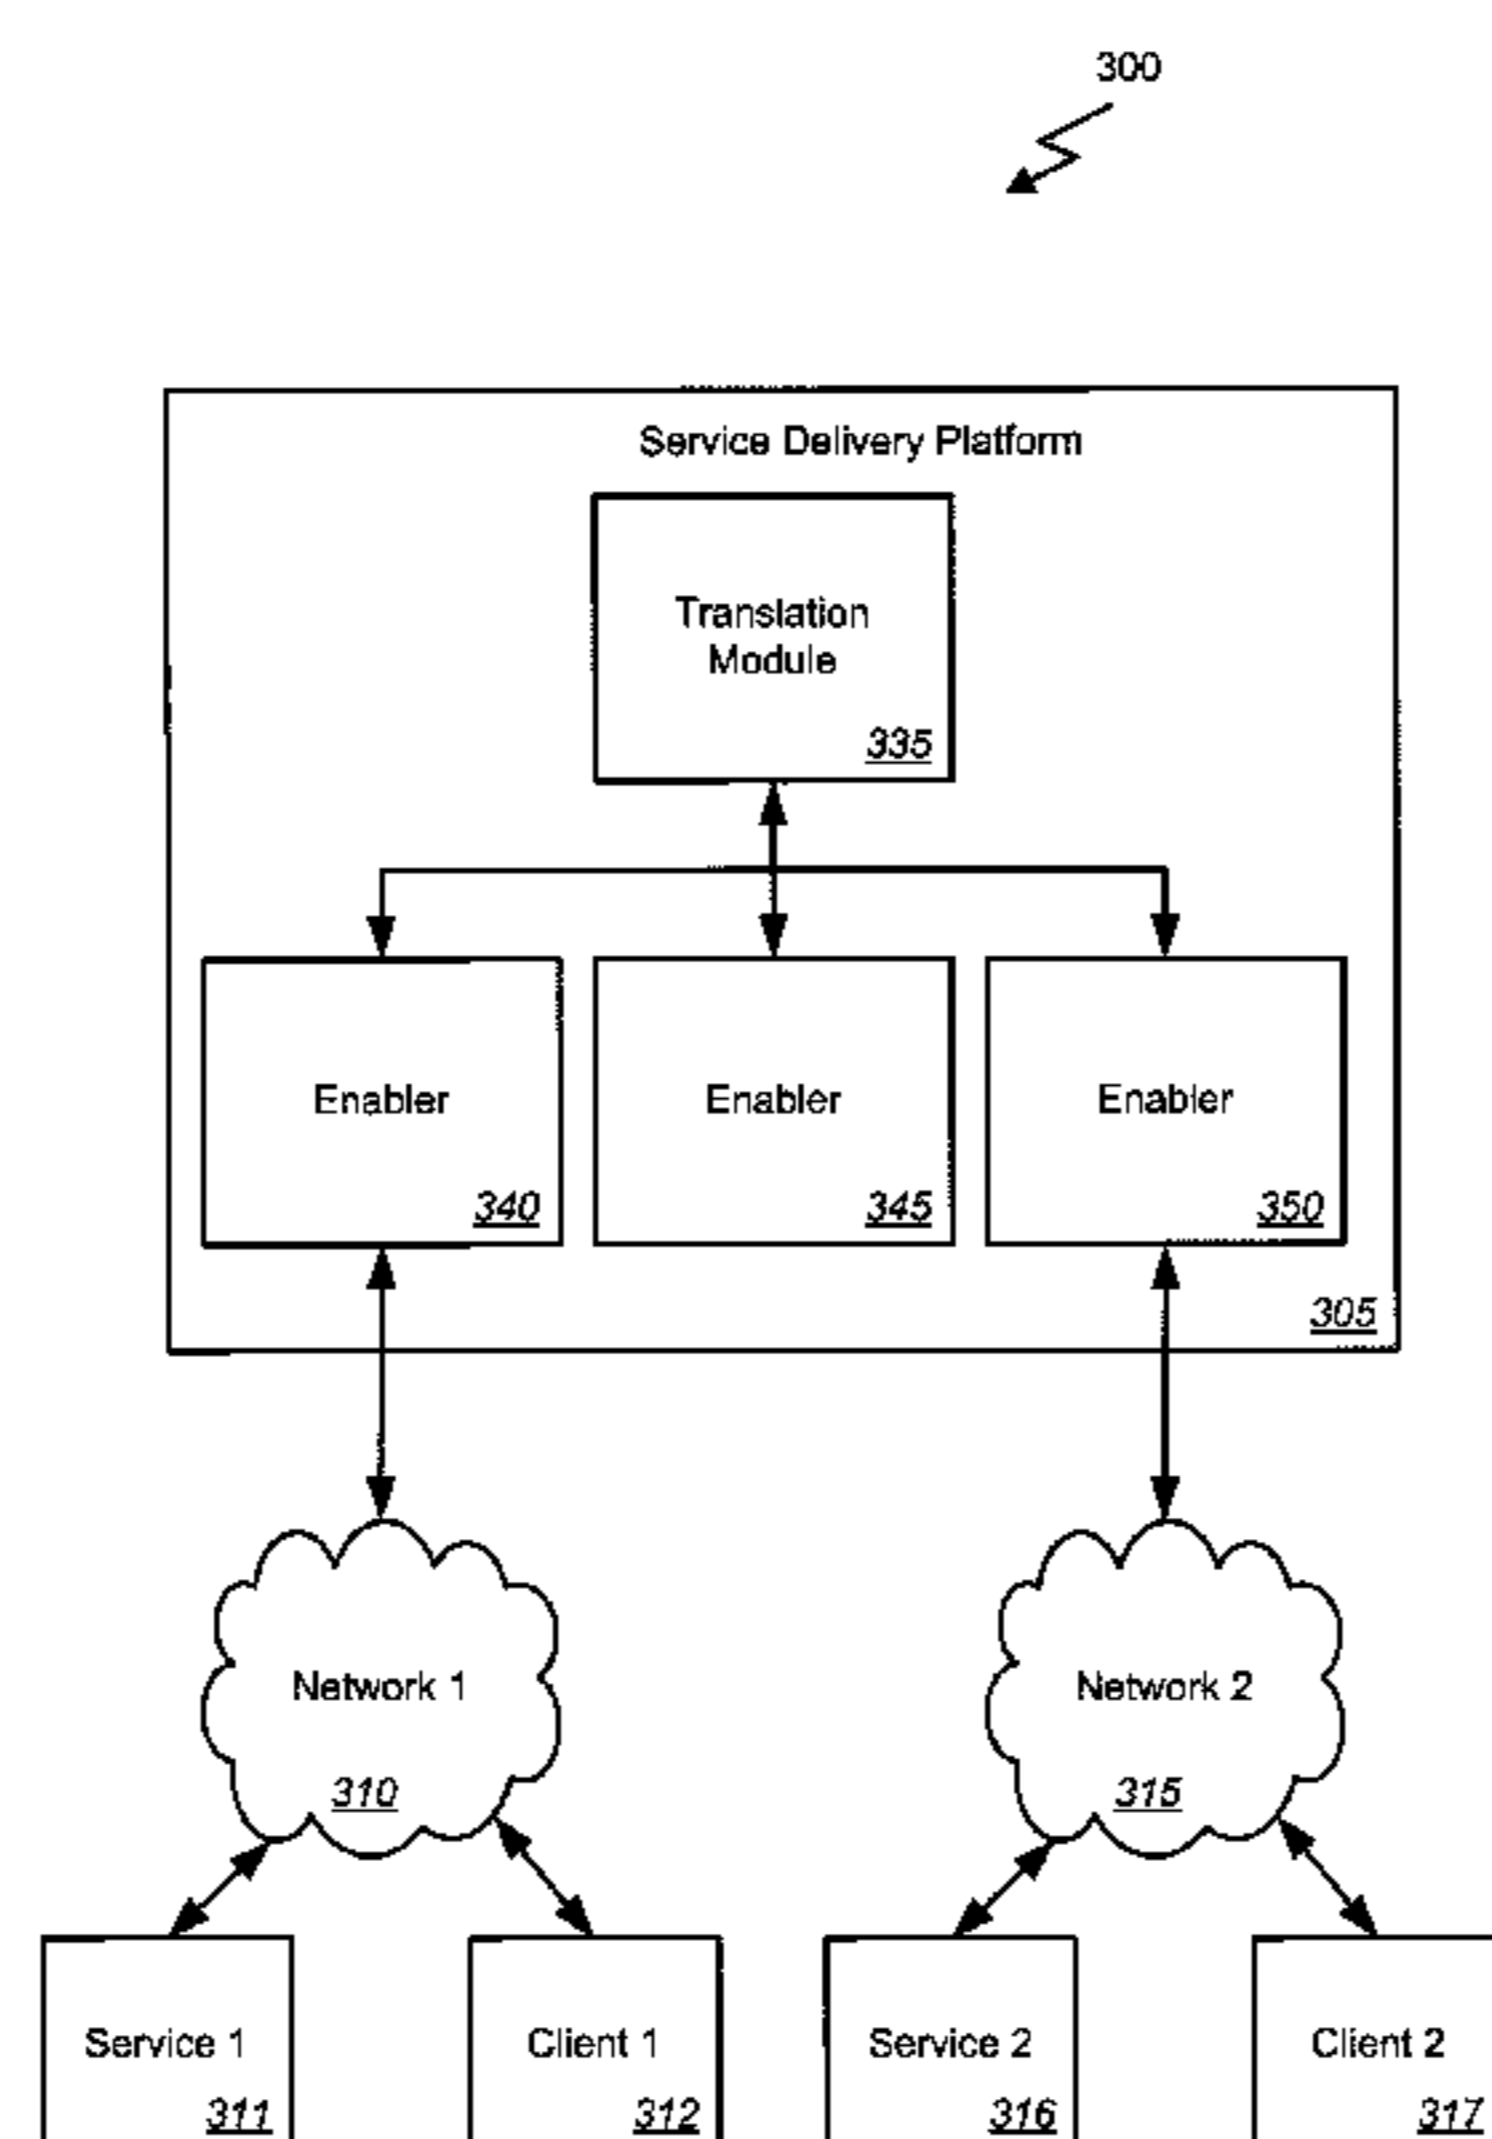 300
Service Delivery Platform
Translation
Module
335
Enabler
340
Enabler
345
Enabler
350
305
Network 1
310
Network 2
315
Service 1
311
Client 1
312
Service 2
316
Client 2
317